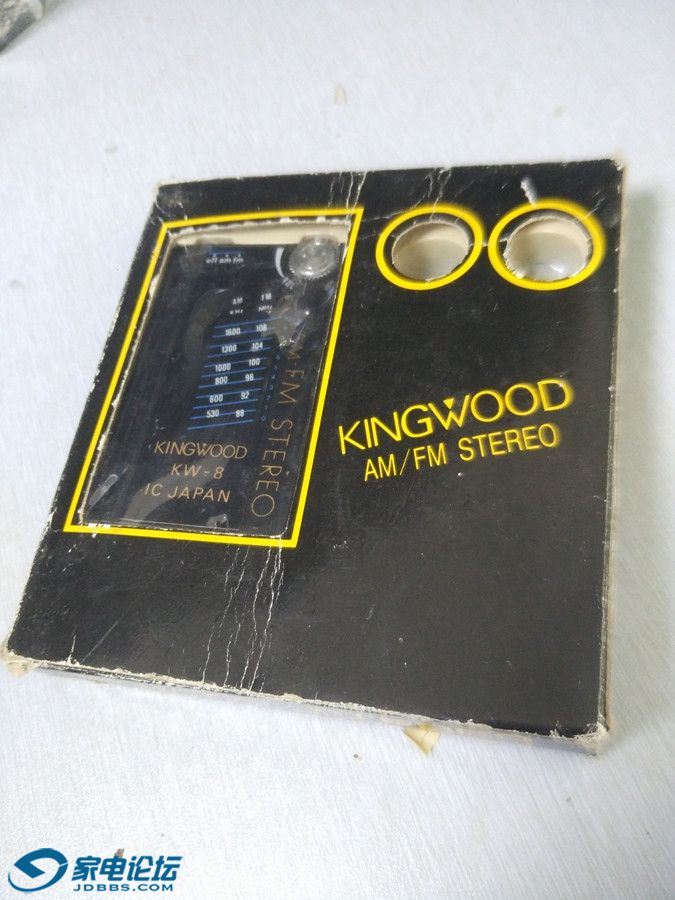 off am fm
AM FM
KHz MHz
1600 108
1300 104
1000 100
800 96
600 92
530 88
AM/FM STEREO
KINGWOOD
KW-8
IC JAPAN
KINGWOOD
AM/FM STEREO
家电论坛
JDBBS.COM